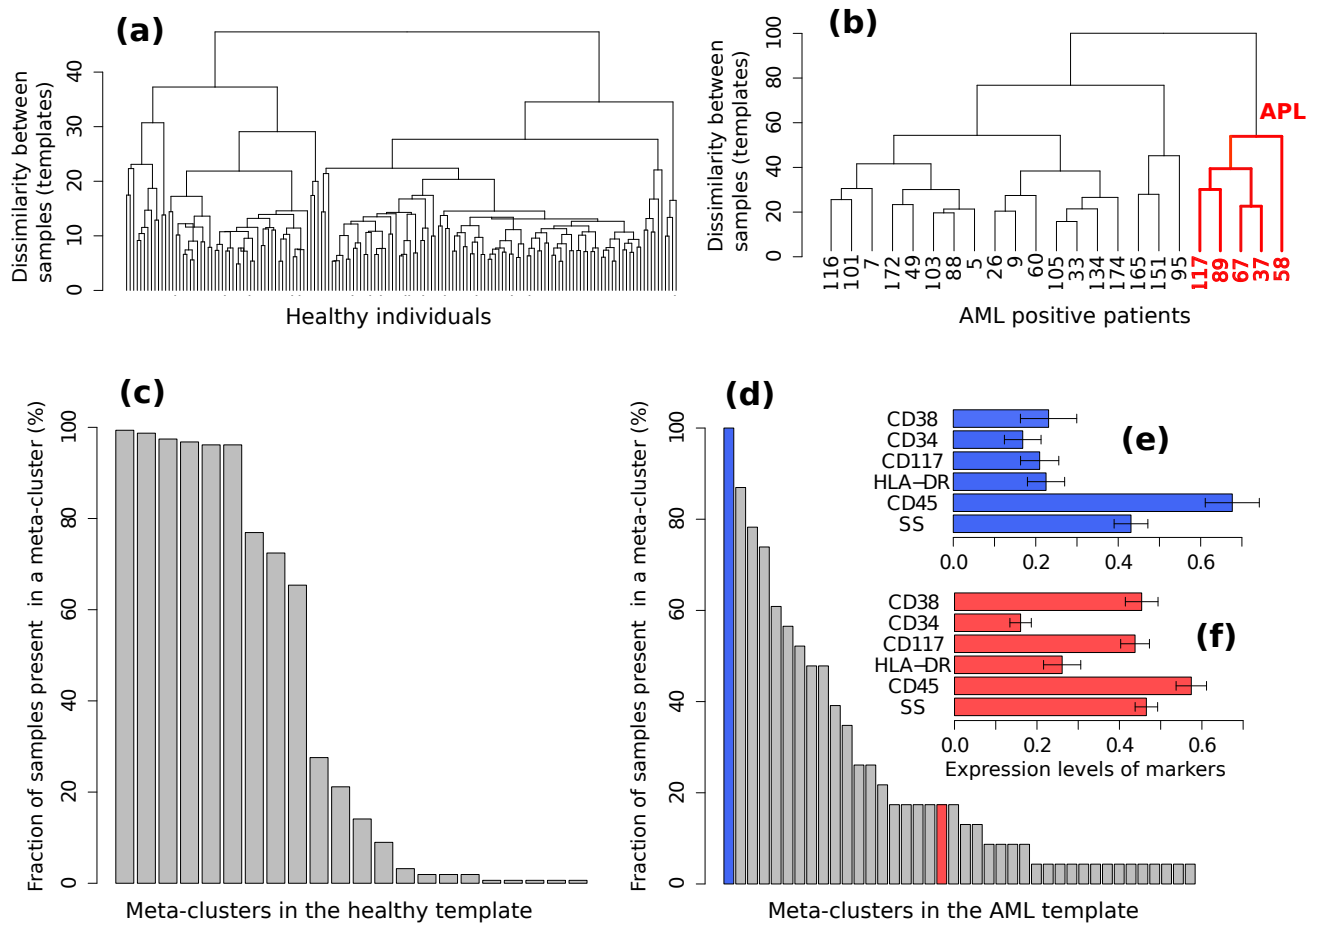 (a)
Dissimilarity between
samples (templates)
40
30
20
10
0
Healthy individuals
(b)
Dissimilarity between
samples (templates)
100
80
60
40
20
0
APL
116
101
7
172
49
103
88
5
26
9
60
105
33
134
174
165
151
95
117
89
67
37
58
AML positive patients
(c)
Fraction of samples present in a meta-cluster (%)
100
80
60
40
20
0
Meta-clusters in the healthy template
(d)
Fraction of samples present in a meta-cluster (%)
100
80
60
40
20
0
Meta-clusters in the AML template
(e)
CD38
CD34
CD117
HLA−DR
CD45
SS
0.0 0.2 0.4 0.6
(f)
CD38
CD34
CD117
HLA−DR
CD45
SS
0.0 0.2 0.4 0.6
Expression levels of markers